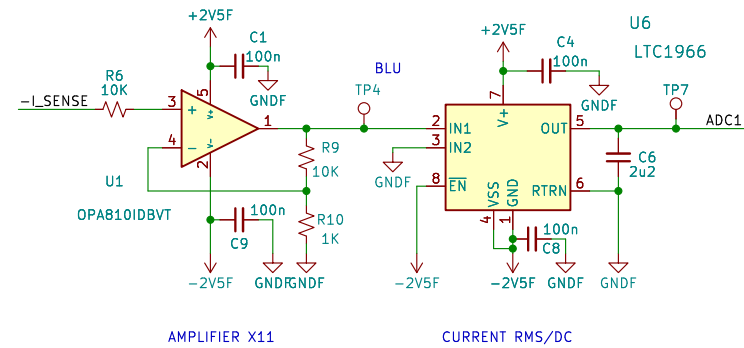 +2V5F
C1
100n
GNDF
R6
10K
-I_SENSE
3
+
5
V+
1
4
-
V-
2
U1
OPA810IDBVT
R9
10K
R10
1K
100n
C9
-2V5F
GNDF
GNDF
BLU
TP4
+2V5F
C4
100n
GNDF
U6
LTC1966
TP7
7
V+
2
IN1
3
IN2
8
EN
GNDF
OUT
5
ADC1
C6
2u2
RTRN
6
VSS
GND
4
1
100n
C8
-2V5F
-2V5F
GNDF
GNDF
AMPLIFIER X11
CURRENT RMS/DC